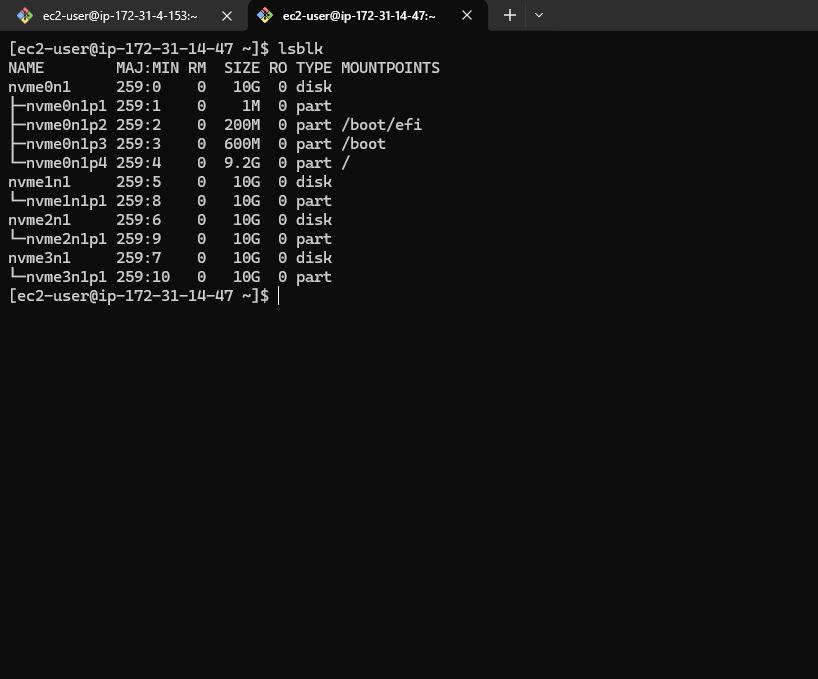 ec2-user@ip-172-31-4-153:~ ec2-user@ip-172-31-14-47:~
[ec2-user@ip-172-31-14-47 ~]$ lsblk
NAME        MAJ:MIN RM  SIZE RO TYPE MOUNTPOINTS
nvme0n1     259:0    0   10G  0 disk
├─nvme0n1p1 259:1    0    1M  0 part
├─nvme0n1p2 259:2    0  200M  0 part /boot/efi
├─nvme0n1p3 259:3    0  600M  0 part /boot
└─nvme0n1p4 259:4    0  9.2G  0 part /
nvme1n1     259:5    0   10G  0 disk
└─nvme1n1p1 259:8    0   10G  0 part
nvme2n1     259:6    0   10G  0 disk
└─nvme2n1p1 259:9    0   10G  0 part
nvme3n1     259:7    0   10G  0 disk
└─nvme3n1p1 259:10   0   10G  0 part
[ec2-user@ip-172-31-14-47 ~]$